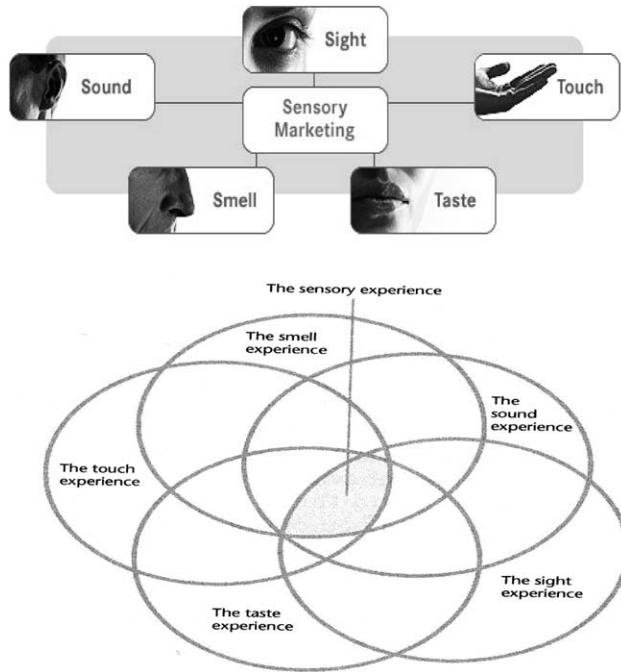 Sight
Sound
Touch
Sensory
Marketing
Smell
Taste
The sensory experience
The smell
experience
The
sound
experience
The touch
experience
The sight
experience
The taste
experience